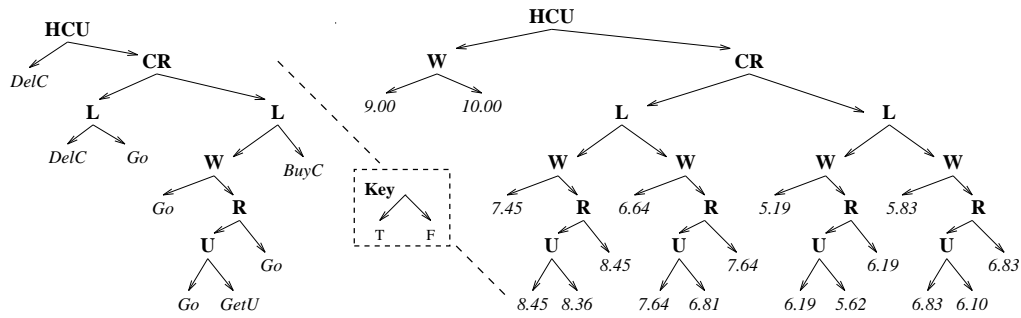 HCU HCU
DelC CR W CR
L L 9.00 10.00 L L
DelC Go W BuyC W W W W
Go R Key 7.45 R 6.64 R 5.19 R 5.83 R
T F
U Go U 8.45 U 7.64 U 6.19 U 6.83
Go GetU 8.45 8.36 7.64 6.81 6.19 5.62 6.83 6.10